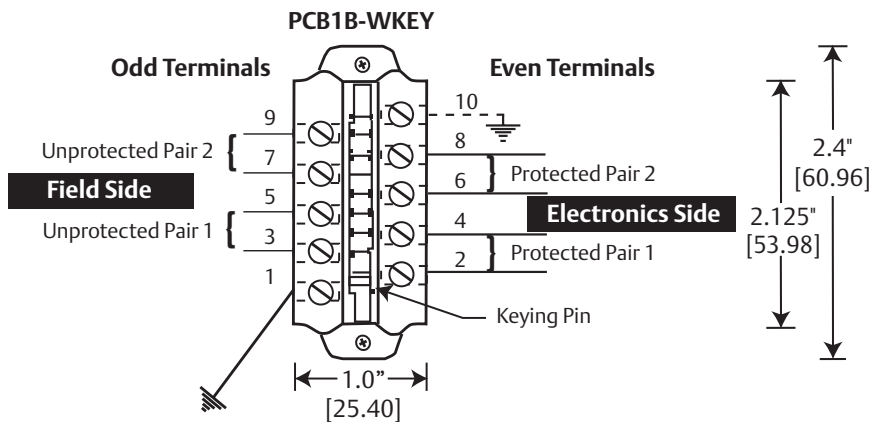 PCB1B-WKEY
Odd Terminals
Even Terminals
9
7
5
3
1
Unprotected Pair 2 {
Field Side
Unprotected Pair 1 {
10
8
6
4
2
} Protected Pair 2
Electronics Side
} Protected Pair 1
Keying Pin
1.0”
[25.40]
2.125"
[53.98]
2.4"
[60.96]